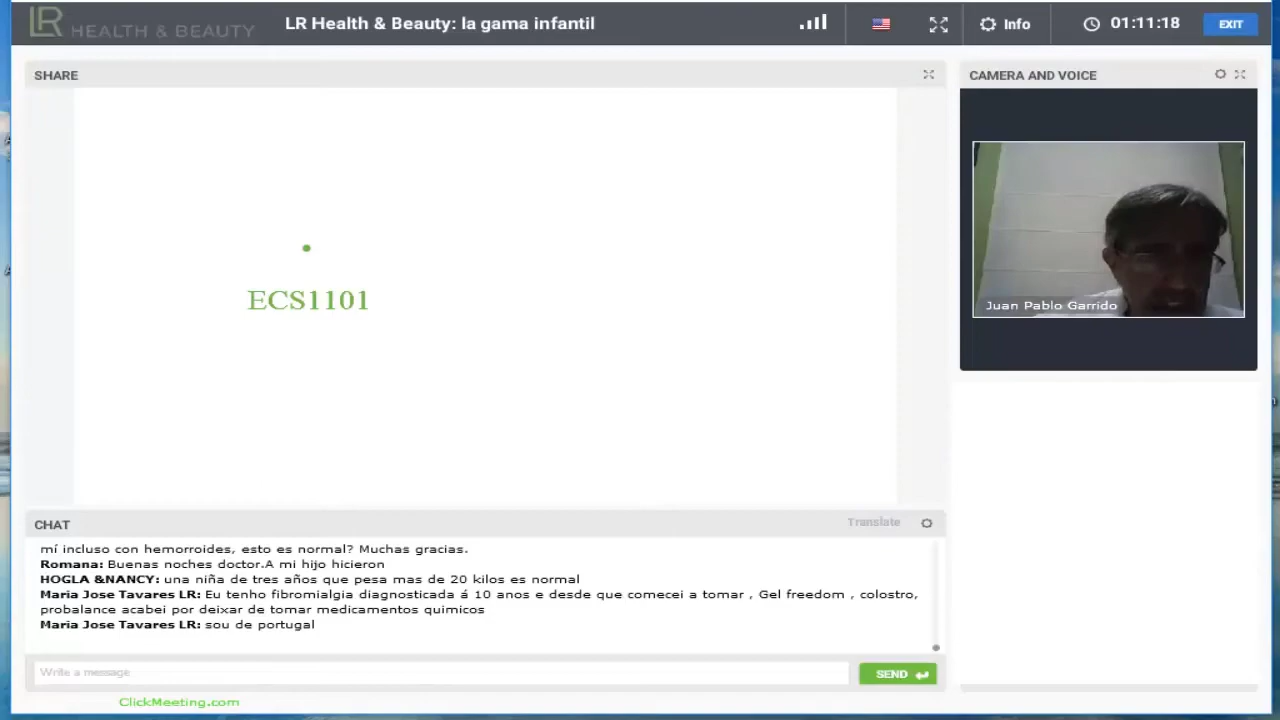 LR HEALTH & BEAUTY
LR Health & Beauty: la gama infantil
Info
01:11:18
EXIT
SHARE
CAMERA AND VOICE
ECS1101
Juan Pablo Garrido
CHAT
Translate
mí incluso con hemorroides, esto es normal? Muchas gracias.
Romana: Buenas noches doctor.A mi hijo hicieron
HOGLA &NANCY: una niña de tres años que pesa mas de 20 kilos es normal
Maria Jose Tavares LR: Eu tenho fibromialgia diagnosticada á 10 anos e desde que comecei a tomar , Gel freedom , colostro,
probalance acabei por deixar de tomar medicamentos quimicos
Maria Jose Tavares LR: sou de portugal
Write a message
SEND
ClickMeeting.com